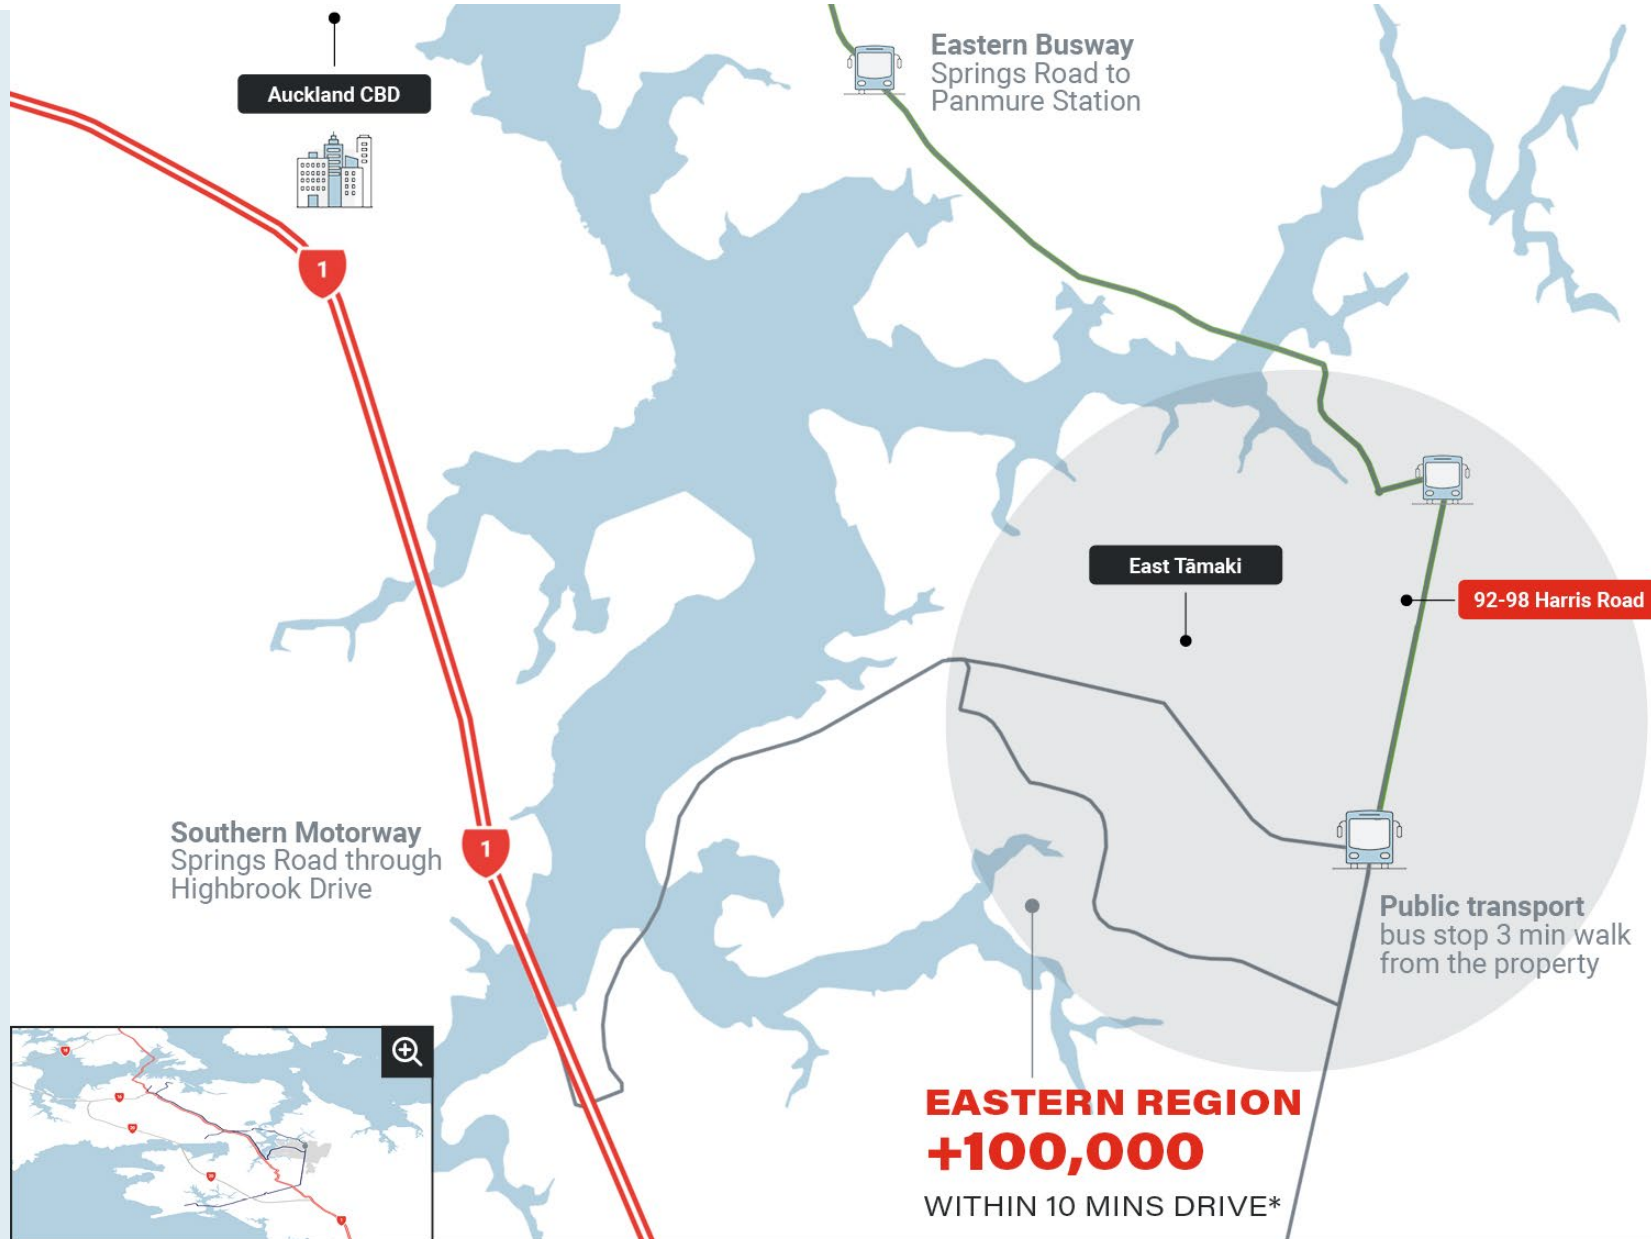 Auckland CBD
Eastern Busway
Springs Road to
Panmure Station
1
East Tāmaki
92-98 Harris Road
Southern Motorway
Springs Road through
Highbrook Drive
1
Public transport
bus stop 3 min walk
from the property
EASTERN REGION
+100,000
WITHIN 10 MINS DRIVE*